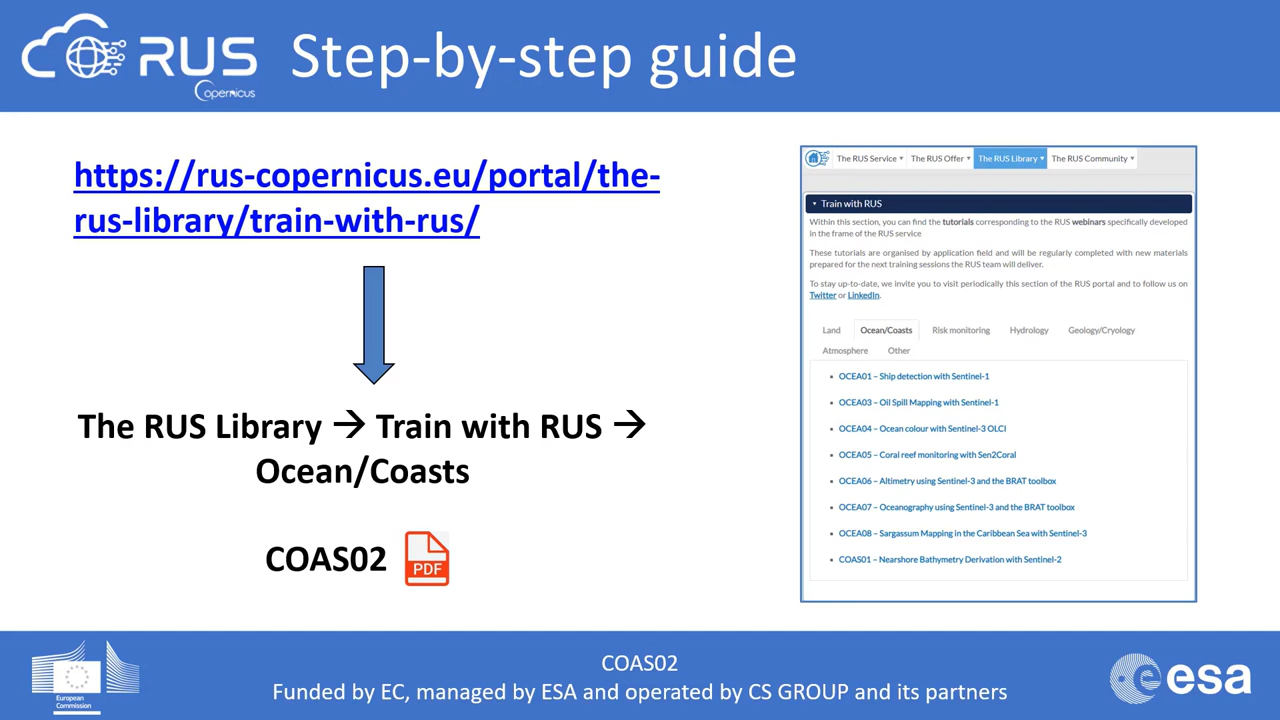 RUS
Copernicus
Step-by-step guide
https://rus-copernicus.eu/portal/the-
rus-library/train-with-rus/
The RUS Library → Train with RUS →
Ocean/Coasts
COAS02
PDF
The RUS Service ▾ The RUS Offer ▾ The RUS Library ▾ The RUS Community ▾
▾ Train with RUS
Within this section, you can find the tutorials corresponding to the RUS webinars specifically developed
in the frame of the RUS service
These tutorials are organised by application field and will be regularly completed with new materials
prepared for the next training sessions the RUS team will deliver.
To stay up-to-date, we invite you to visit periodically this section of the RUS portal and to follow us on
Twitter or LinkedIn.
Land Ocean/Coasts Risk monitoring Hydrology Geology/Cryology
Atmosphere Other
▪ OCEA01 – Ship detection with Sentinel-1
▪ OCEA03 – Oil Spill Mapping with Sentinel-1
▪ OCEA04 – Ocean colour with Sentinel-3 OLCI
▪ OCEA05 – Coral reef monitoring with Sen2Coral
▪ OCEA06 – Altimetry using Sentinel-3 and the BRAT toolbox
▪ OCEA07 – Oceanography using Sentinel-3 and the BRAT toolbox
▪ OCEA08 – Sargassum Mapping in the Caribbean Sea with Sentinel-3
▪ COAS01 – Nearshore Bathymetry Derivation with Sentinel-2
European
Commission
COAS02
Funded by EC, managed by ESA and operated by CS GROUP and its partners
esa